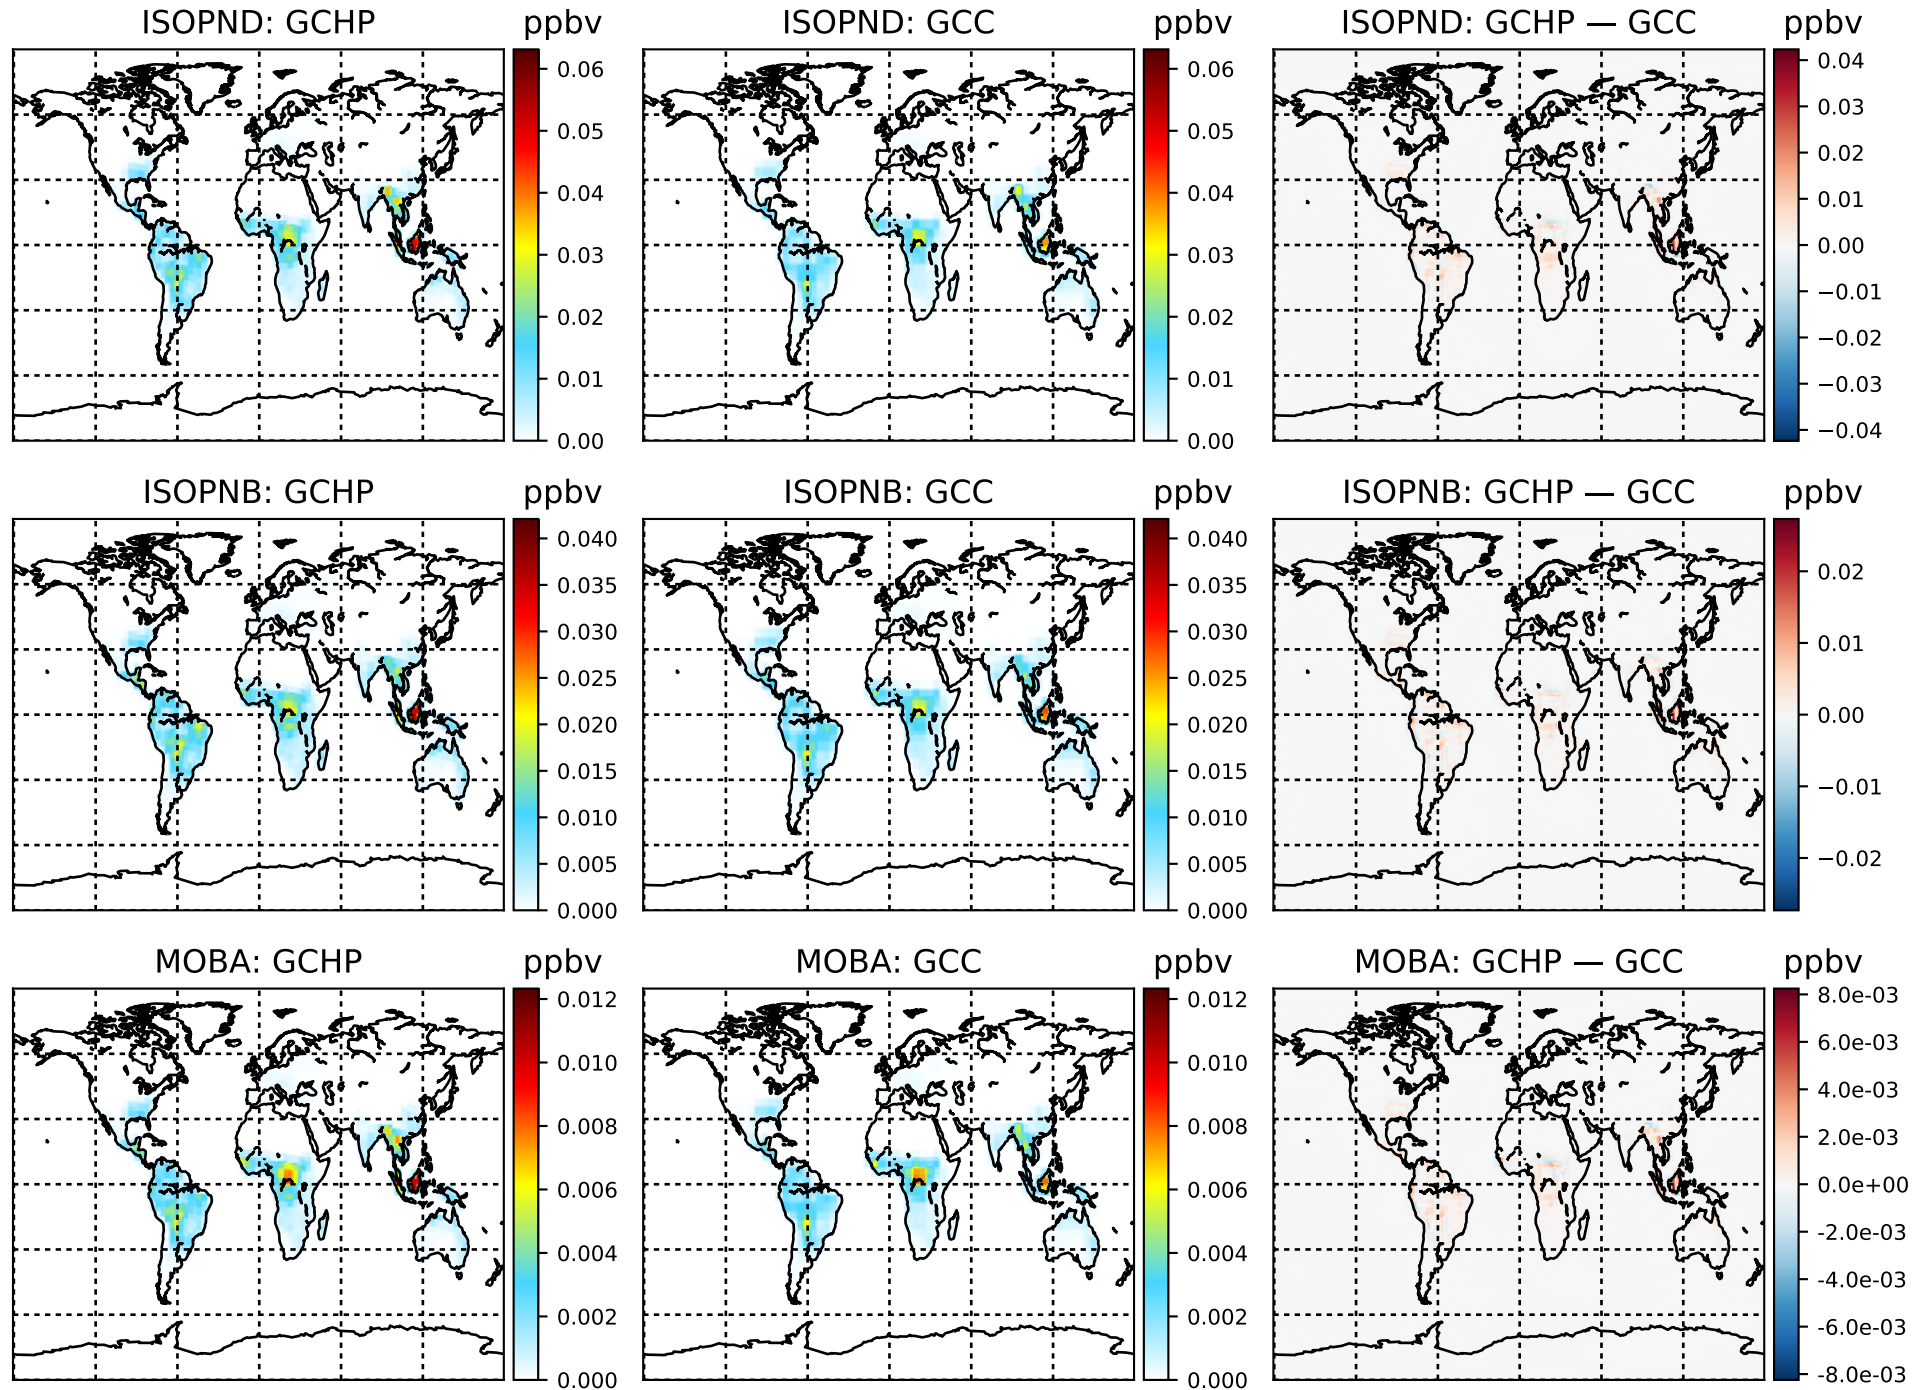 ISOPND: GCHP ppbv ISOPND: GCC ppbv ISOPND: GCHP — GCC ppbv
0.06 0.06 0.04
0.05 0.05 0.03
0.04 0.04 0.02
0.03 0.03 0.01
0.02 0.02 0.00
0.01 0.01 −0.01
0.00 0.00 −0.02
−0.03
−0.04
ISOPNB: GCHP ppbv ISOPNB: GCC ppbv ISOPNB: GCHP — GCC ppbv
0.040 0.040 0.02
0.035 0.035 0.01
0.030 0.030 0.00
0.025 0.025 −0.01
0.020 0.020 −0.02
0.015 0.015
0.010 0.010
0.005 0.005
0.000 0.000
MOBA: GCHP ppbv MOBA: GCC ppbv MOBA: GCHP — GCC ppbv
0.012 0.012 8.0e-03
0.010 0.010 6.0e-03
0.008 0.008 4.0e-03
0.006 0.006 2.0e-03
0.004 0.004 0.0e+00
0.002 0.002 -2.0e-03
0.000 0.000 -4.0e-03
-6.0e-03
-8.0e-03